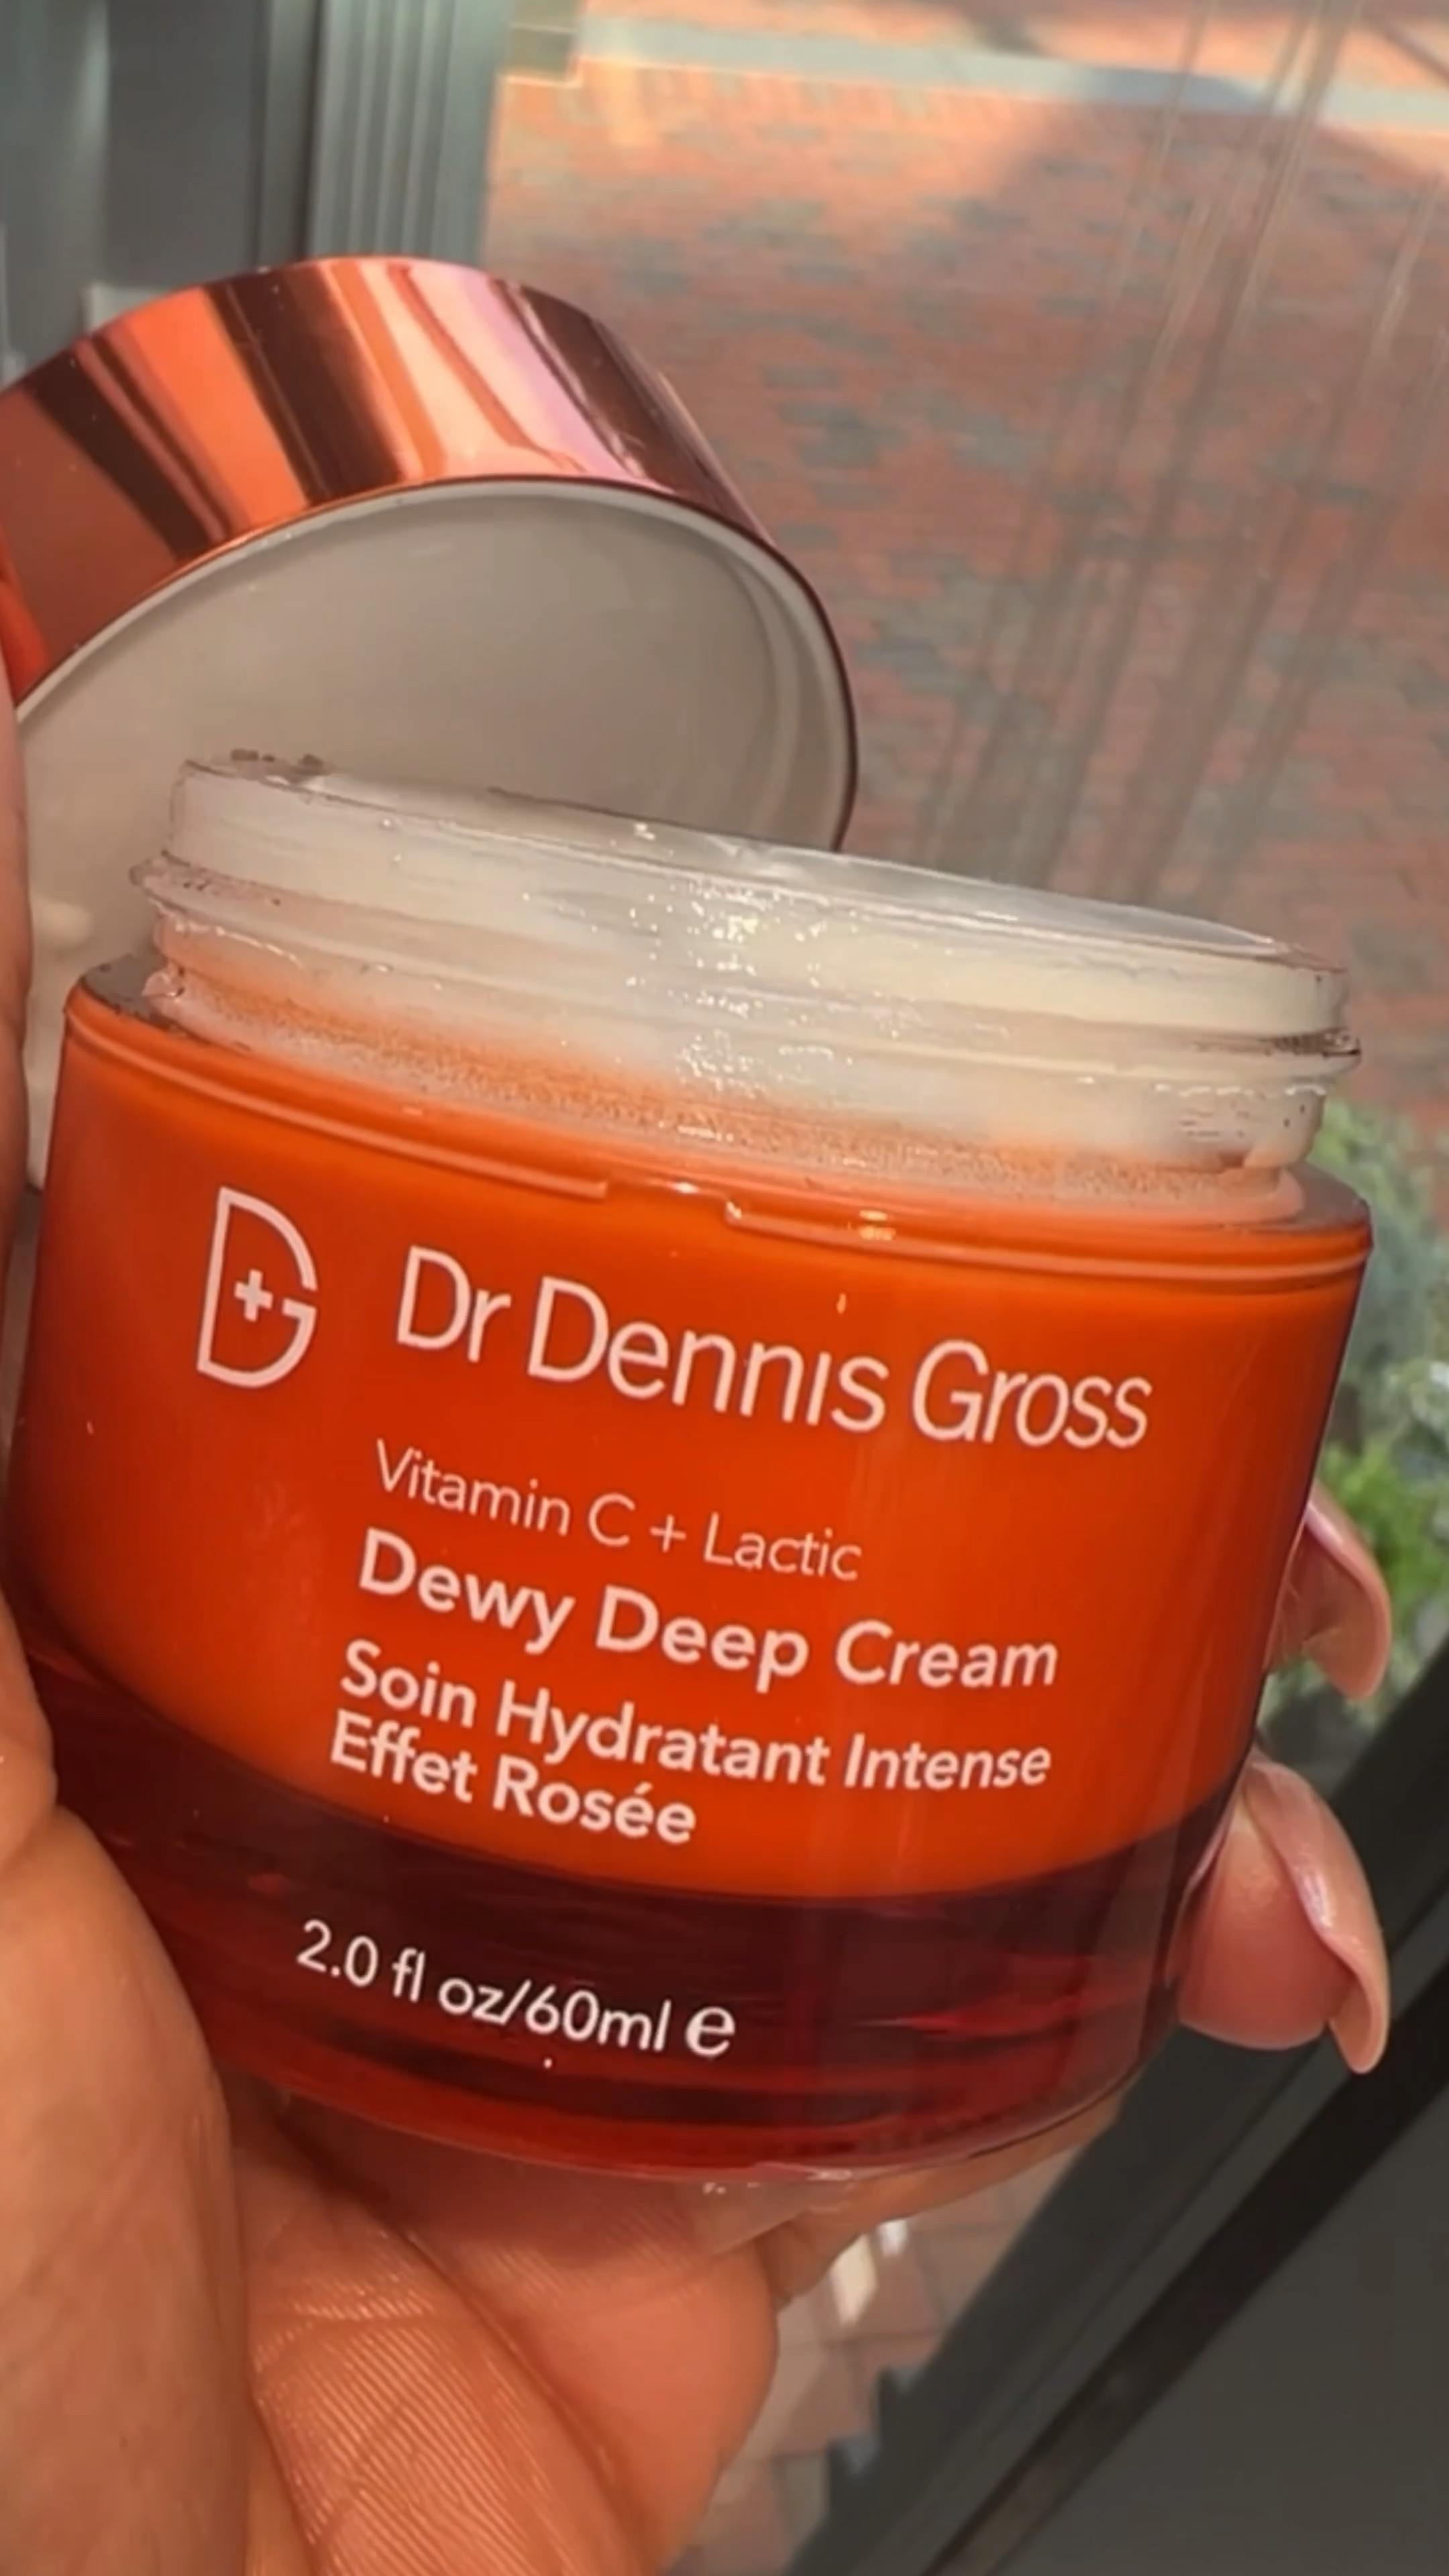 Dr Dennis Gross
Vitamin C + Lactic
Dewy Deep Cream
Soin Hydratant Intense
Effet Rosée
2.0 fl oz/60ml e